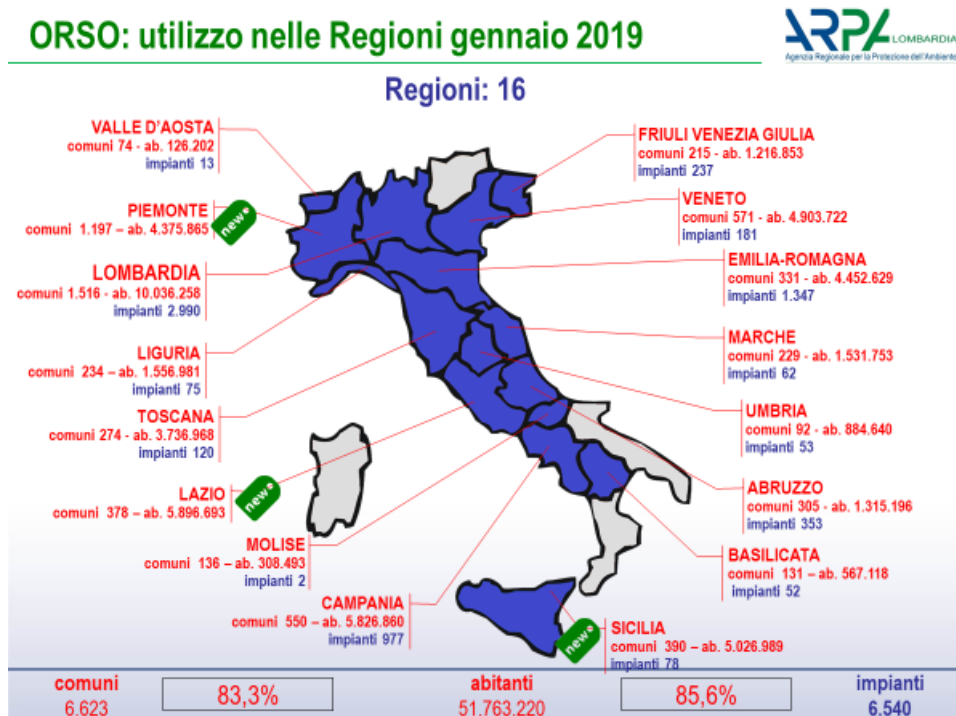 ORSO: utilizzo nelle Regioni gennaio 2019
ARPA LOMBARDIA
Agenzia Regionale per la Protezione dell'Ambiente
Regioni: 16
VALLE D'AOSTA
comuni 74 - ab. 126.202
impianti 13
PIEMONTE
comuni 1.197 – ab. 4.375.865
new
LOMBARDIA
comuni 1.516 - ab. 10.036.258
impianti 2.990
LIGURIA
comuni 234 – ab. 1.556.981
impianti 75
TOSCANA
comuni 274 - ab. 3.736.968
impianti 120
LAZIO
comuni 378 – ab. 5.896.693
new
MOLISE
comuni 136 – ab. 308.493
impianti 2
CAMPANIA
comuni 550 – ab. 5.826.860
impianti 977
FRIULI VENEZIA GIULIA
comuni 215 - ab. 1.216.853
impianti 237
VENETO
comuni 571 - ab. 4.903.722
impianti 181
EMILIA-ROMAGNA
comuni 331 - ab. 4.452.629
impianti 1.347
MARCHE
comuni 229 – ab. 1.531.753
impianti 62
UMBRIA
comuni 92 - ab. 884.640
impianti 53
ABRUZZO
comuni 305 - ab. 1.315.196
impianti 353
BASILICATA
comuni 131 – ab. 567.118
impianti 52
SICILIA
comuni 390 – ab. 5.026.989
impianti 78
new
comuni
6.623
83,3%
abitanti
51.763.220
85,6%
impianti
6.540